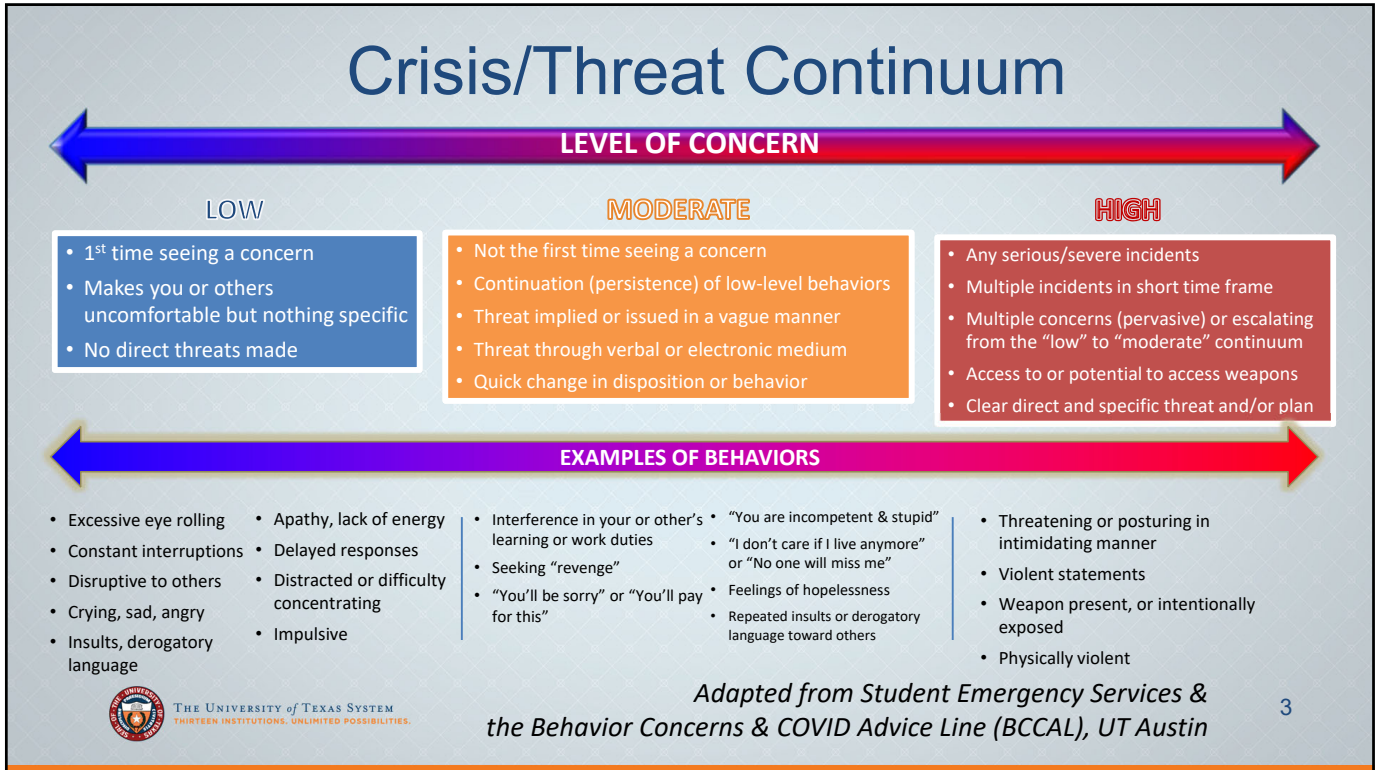 Crisis/Threat Continuum
LEVEL OF CONCERN
LOW
• 1st time seeing a concern
• Makes you or others
uncomfortable but nothing specific
• No direct threats made
MODERATE
• Not the first time seeing a concern
• Continuation (persistence) of low-level behaviors
• Threat implied or issued in a vague manner
• Threat through verbal or electronic medium
• Quick change in disposition or behavior
HIGH
• Any serious/severe incidents
• Multiple incidents in short time frame
• Multiple concerns (pervasive) or escalating
from the “low” to “moderate” continuum
• Access to or potential to access weapons
• Clear direct and specific threat and/or plan
EXAMPLES OF BEHAVIORS
• Excessive eye rolling
• Constant interruptions
• Disruptive to others
• Crying, sad, angry
• Insults, derogatory
language
• Apathy, lack of energy
• Delayed responses
• Distracted or difficulty
concentrating
• Impulsive
• Interference in your or other’s
learning or work duties
• Seeking “revenge”
• “You’ll be sorry” or “You’ll pay
for this”
• “You are incompetent & stupid”
• “I don’t care if I live anymore”
or “No one will miss me”
• Feelings of hopelessness
• Repeated insults or derogatory
language toward others
• Threatening or posturing in
intimidating manner
• Violent statements
• Weapon present, or intentionally
exposed
• Physically violent
THE UNIVERSITY of TEXAS SYSTEM
THIRTEEN INSTITUTIONS. UNLIMITED POSSIBILITIES.
Adapted from Student Emergency Services &
the Behavior Concerns & COVID Advice Line (BCCAL), UT Austin
3